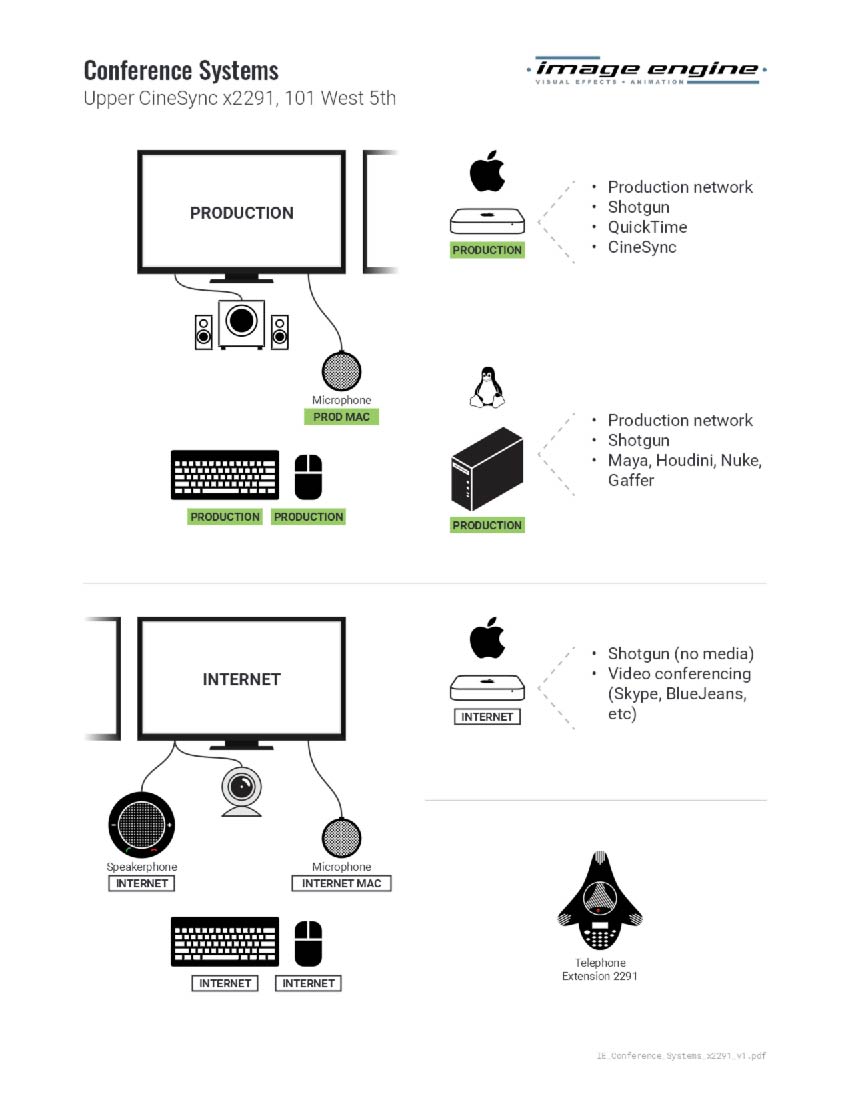 Conference Systems
Upper CineSync x2291, 101 West 5th
image engine
VISUAL EFFECTS • ANIMATION
PRODUCTION
PRODUCTION
• Production network
• Shotgun
• QuickTime
• CineSync
Microphone
PROD MAC
PRODUCTION
PRODUCTION
PRODUCTION
• Production network
• Shotgun
• Maya, Houdini, Nuke,
Gaffer
INTERNET
INTERNET
• Shotgun (no media)
• Video conferencing
(Skype, BlueJeans,
etc)
Speakerphone
INTERNET
Microphone
INTERNET MAC
INTERNET
INTERNET
Telephone
Extension 2291
IE_Conference_Systems_x2291_v1.pdf